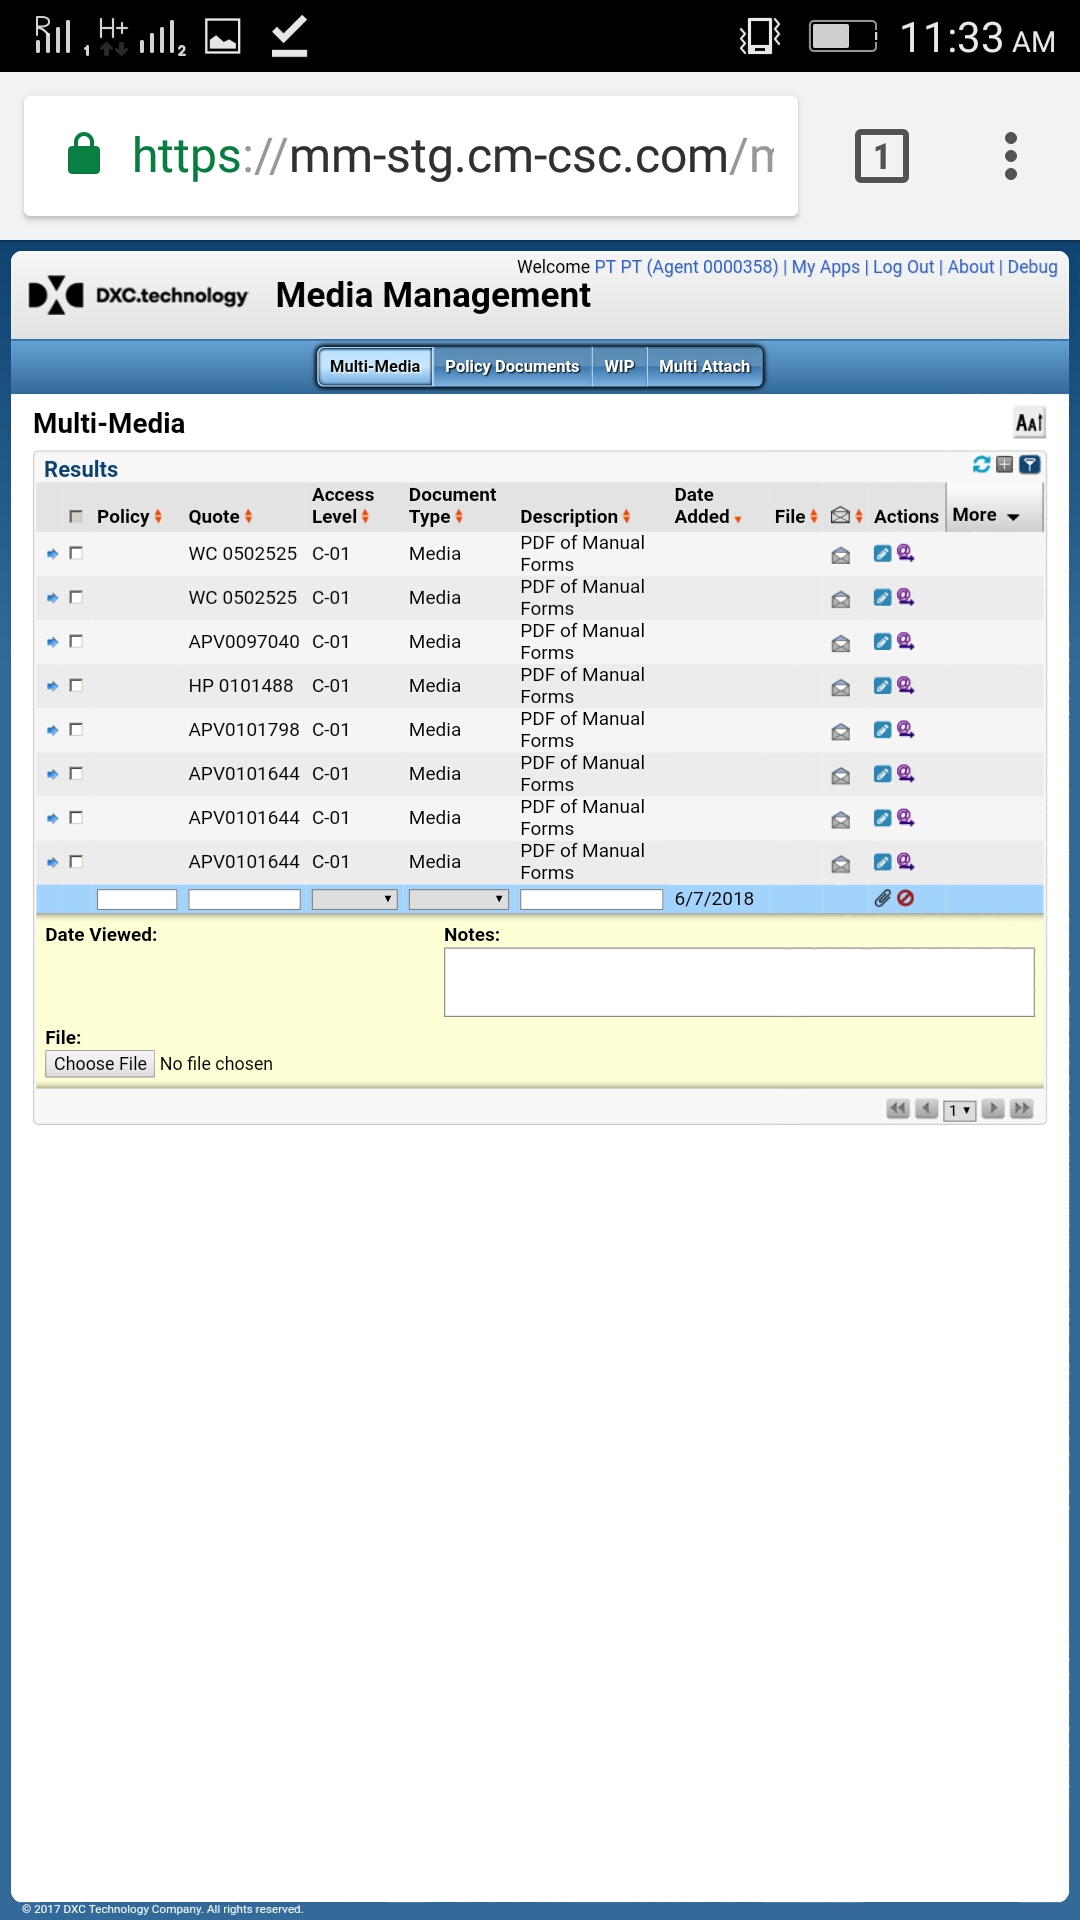 R 1 H+ 2 11:33 AM
https://mm-stg.cm-csc.com/m
1
Welcome PT PT (Agent 0000358) | My Apps | Log Out | About | Debug
DXC.technology Media Management
Multi-Media Policy Documents WIP Multi Attach
Multi-Media AA
Results
Policy Quote Access Level Document Type Description Date Added File Actions More
WC 0502525 C-01 Media PDF of Manual Forms
WC 0502525 C-01 Media PDF of Manual Forms
APV0097040 C-01 Media PDF of Manual Forms
HP 0101488 C-01 Media PDF of Manual Forms
APV0101798 C-01 Media PDF of Manual Forms
APV0101644 C-01 Media PDF of Manual Forms
APV0101644 C-01 Media PDF of Manual Forms
APV0101644 C-01 Media PDF of Manual Forms
6/7/2018
Date Viewed: Notes:
File:
Choose File No file chosen
1
© 2017 DXC Technology Company. All rights reserved.